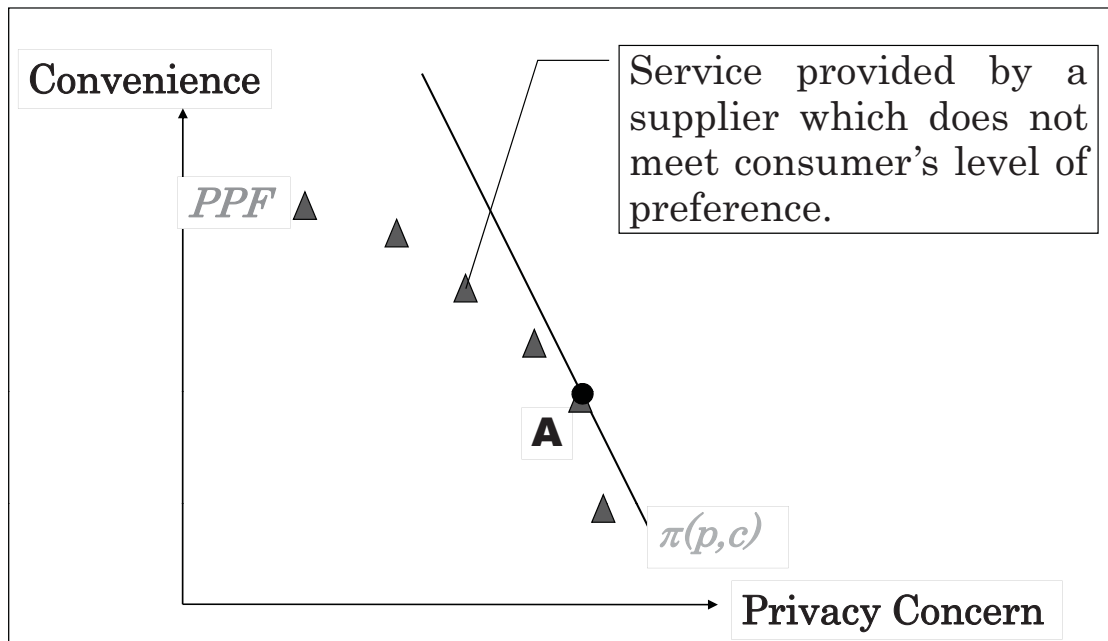 Convenience
Service provided by a
supplier which does not
meet consumer’s level of
preference.
PPF
A
π(p,c)
Privacy Concern